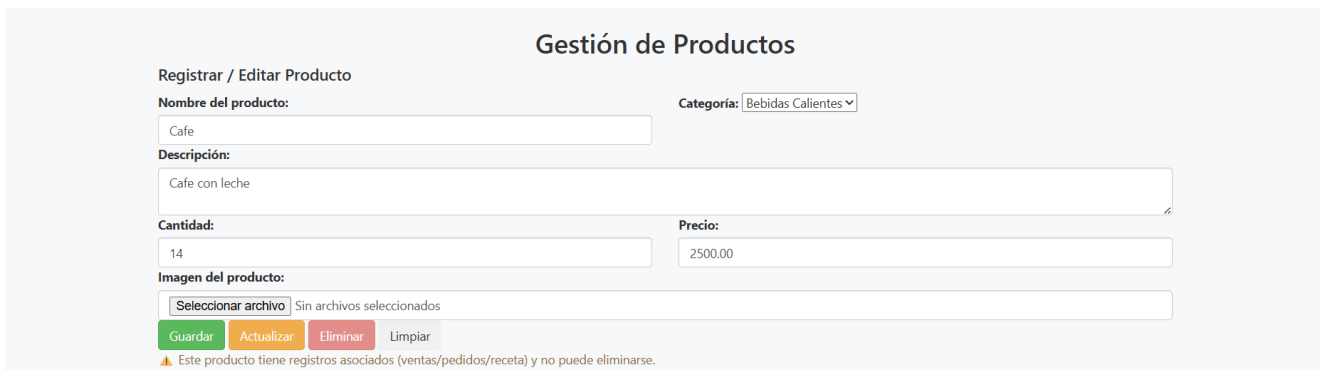 Gestión de Productos
Registrar / Editar Producto
Nombre del producto:
Categoría: Bebidas Calientes
Cafe
Descripción:
Cafe con leche
Cantidad:
Precio:
14
2500.00
Imagen del producto:
Seleccionar archivo Sin archivos seleccionados
Guardar Actualizar Eliminar Limpiar
⚠ Este producto tiene registros asociados (ventas/pedidos/receta) y no puede eliminarse.